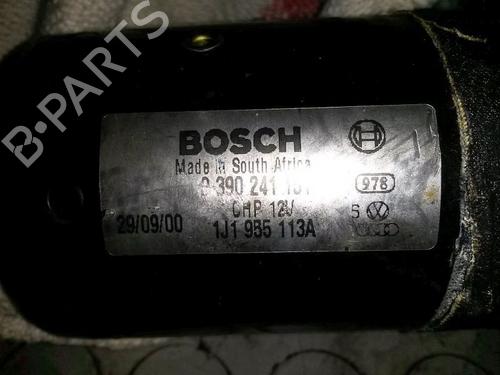 B·PARTS
BOSCH
Made in South Africa
0 390 241
978
CHP 12V
5
29/09/00
1J1 955 113A